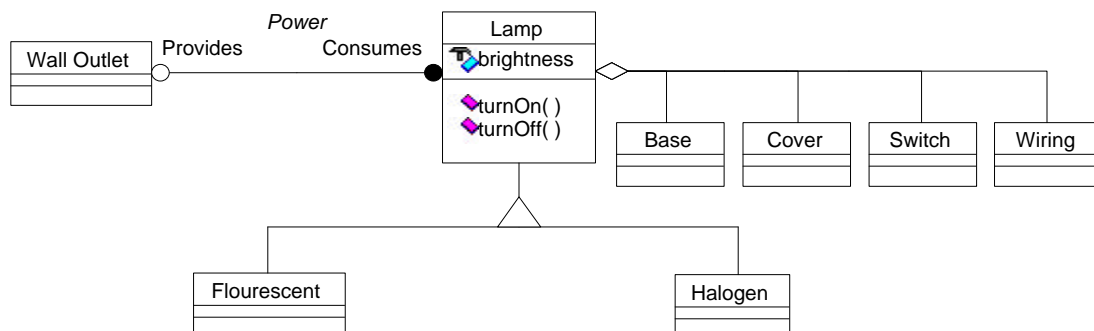 Power
Lamp
Wall Outlet
Provides
Consumes
brightness
turnOn( )
turnOff( )
Base
Cover
Switch
Wiring
Flourescent
Halogen